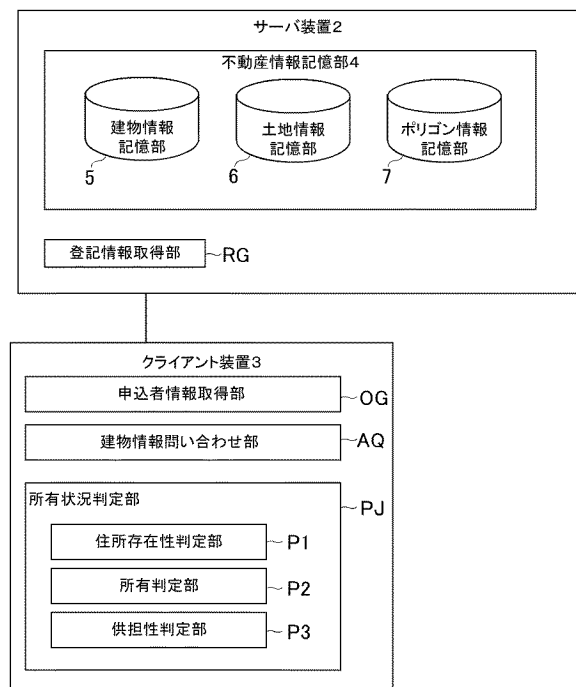 サーバ装置2
不動産情報記憶部4
建物情報
記憶部
土地情報
記憶部
ポリゴン情報
記憶部
5
6
7
登記情報取得部
RG
クライアント装置3
申込者情報取得部
OG
建物情報問い合わせ部
AQ
所有状況判定部
PJ
住所存在性判定部
P1
所有判定部
P2
供担性判定部
P3